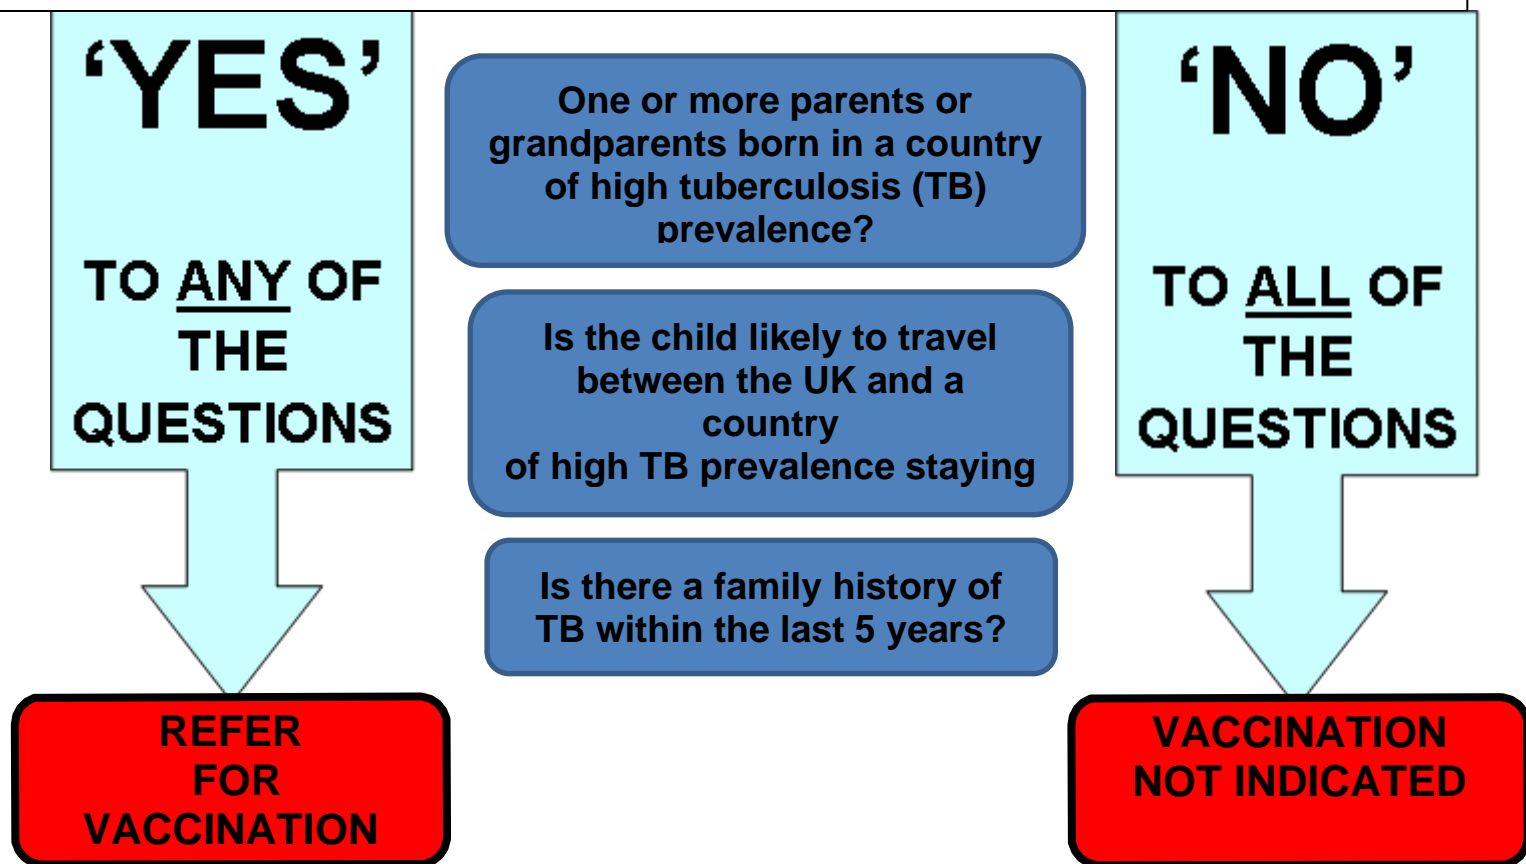 ‘YES’
TO ANY OF
THE
QUESTIONS
One or more parents or
grandparents born in a country
of high tuberculosis (TB)
prevalence?
Is the child likely to travel
between the UK and a
country
of high TB prevalence staying
Is there a family history of
TB within the last 5 years?
‘NO’
TO ALL OF
THE
QUESTIONS
REFER
FOR
VACCINATION
VACCINATION
NOT INDICATED